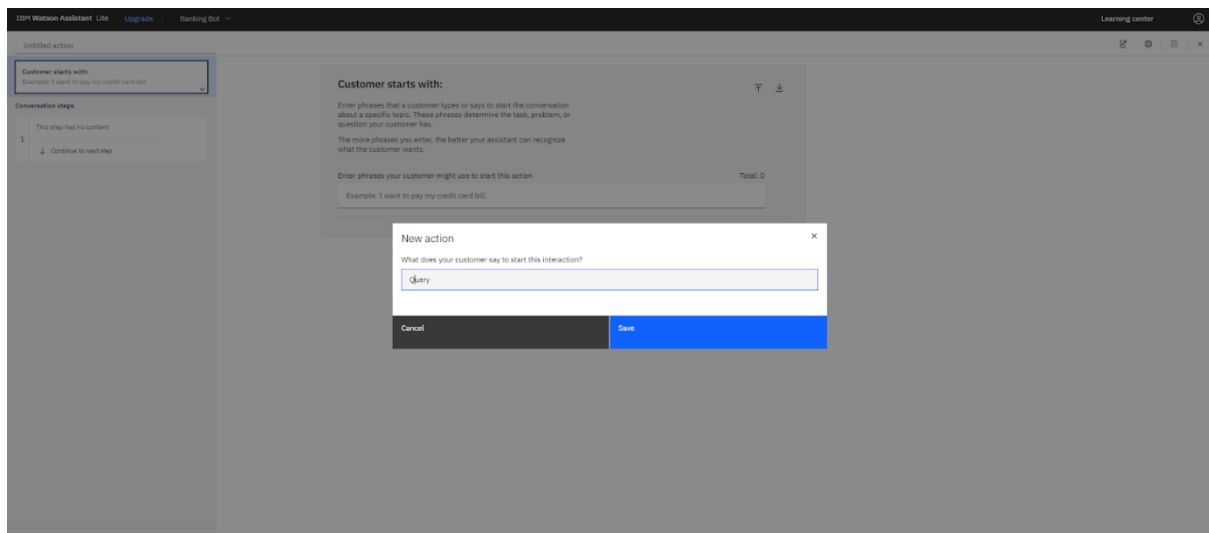 IBM Watson Assistant Lite Upgrade Banking Bot Learning center
Untitled action
Customer starts with:
Example: I want to pay my credit card bill.
Conversation steps
1
This step has no content
Continue to next step
Customer starts with:
Enter phrases that a customer types or says to start the conversation
about a specific topic. These phrases determine the task, problem, or
question your customer has.
The more phrases you enter, the better your assistant can recognize
what the customer wants.
Enter phrases your customer might use to start this action Total: 0
Example: I want to pay my credit card bill.
New action
What does your customer say to start this interaction?
Query
Cancel Save